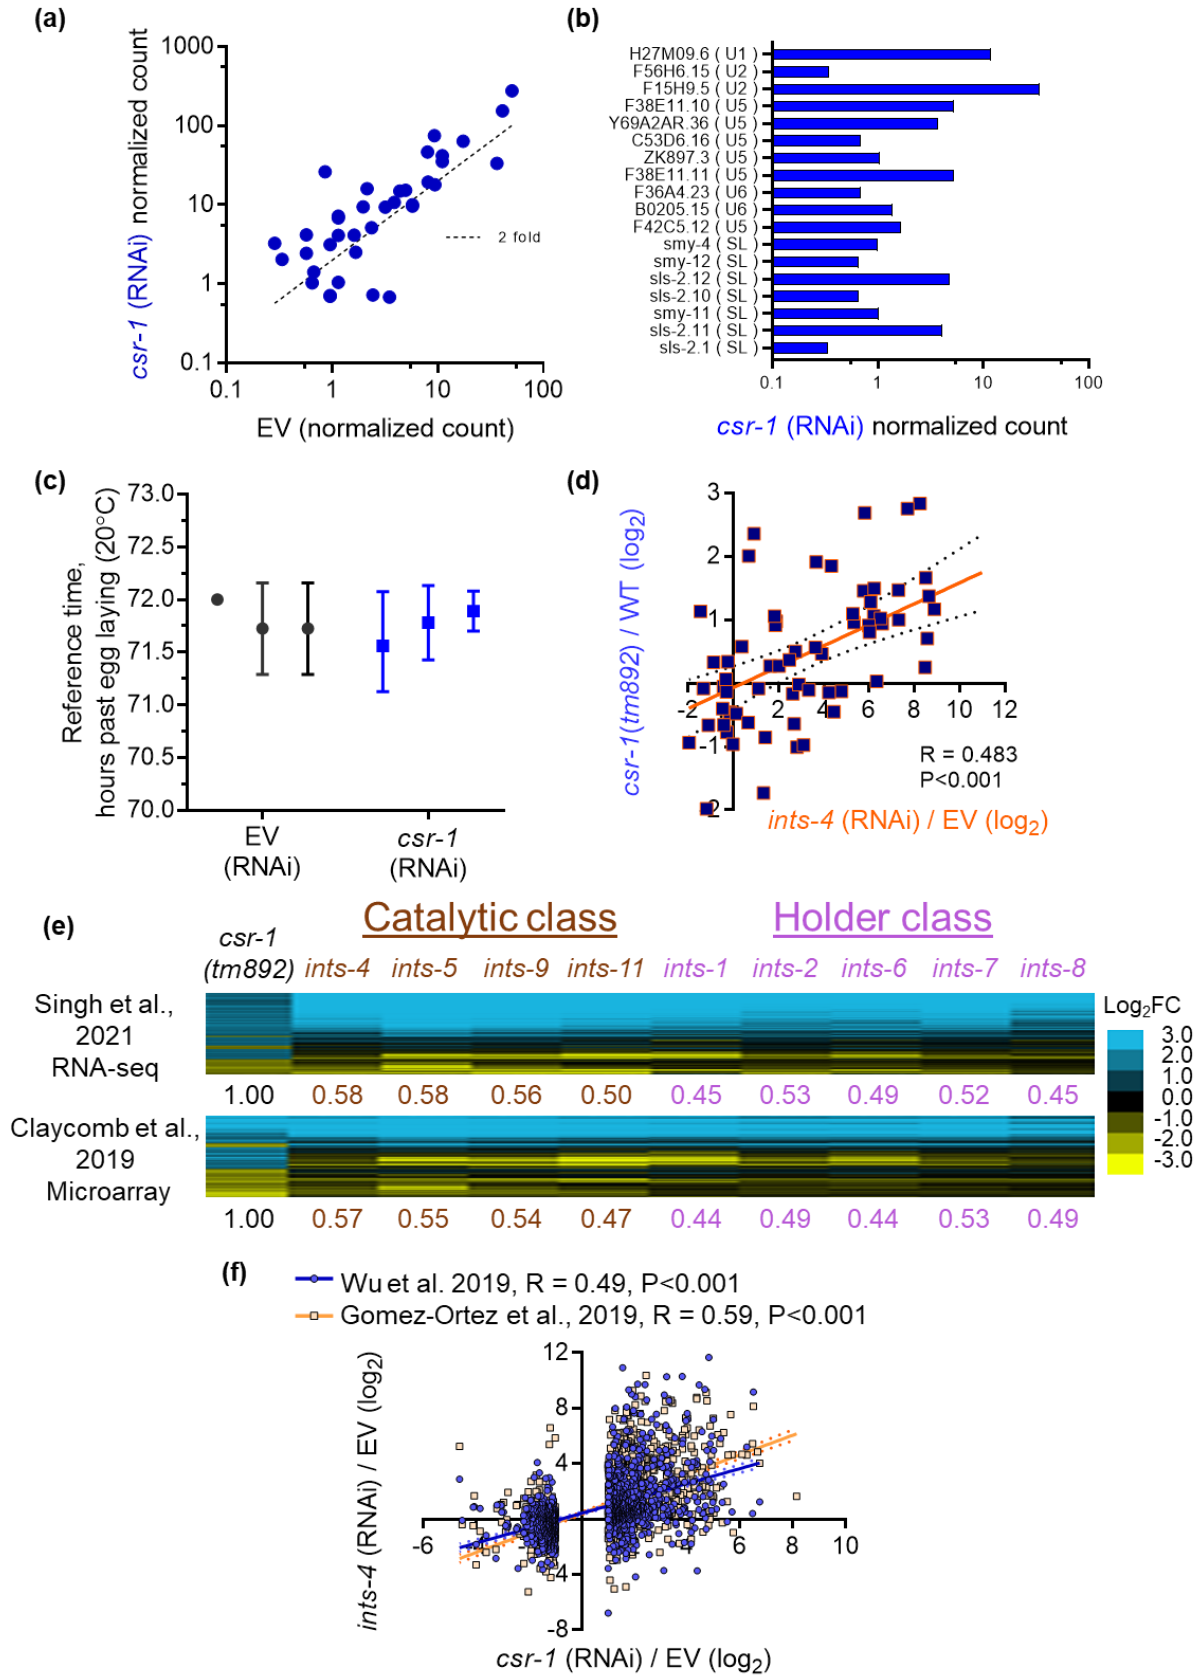 (a)
csr-1 (RNAi) normalized count
1000
100
10
1
0.1
2 fold
0.1 1 10 100
EV (normalized count)
(b)
H27M09.6 ( U1 )
F56H6.15 ( U2 )
F15H9.5 ( U2 )
F38E11.10 ( U5 )
Y69A2AR.36 ( U5 )
C53D6.16 ( U5 )
ZK897.3 ( U5 )
F38E11.11 ( U5 )
F36A4.23 ( U6 )
B0205.15 ( U6 )
F42C5.12 ( U5 )
smy-4 ( SL )
smy-12 ( SL )
sls-2.12 ( SL )
sls-2.10 ( SL )
smy-11 ( SL )
sls-2.11 ( SL )
sls-2.1 ( SL )
0.1 1 10 100
csr-1 (RNAi) normalized count
(c)
Reference time,
hours past egg laying (20°C)
73.0
72.5
72.0
71.5
71.0
70.5
70.0
EV
(RNAi)
csr-1
(RNAi)
(d)
csr-1(tm892) / WT (log2)
3
2
1
-1
-2
-2 2 4 6 8 10 12
R = 0.483
P<0.001
ints-4 (RNAi) / EV (log2)
(e)
Catalytic class
Holder class
csr-1
(tm892) ints-4 ints-5 ints-9 ints-11 ints-1 ints-2 ints-6 ints-7 ints-8
Singh et al.,
2021
RNA-seq
1.00 0.58 0.58 0.56 0.50 0.45 0.53 0.49 0.52 0.45
Claycomb et al.,
2019
Microarray
1.00 0.57 0.55 0.54 0.47 0.44 0.49 0.44 0.53 0.49
Log2FC
3.0
2.0
1.0
0.0
-1.0
-2.0
-3.0
(f)
Wu et al. 2019, R = 0.49, P<0.001
Gomez-Ortez et al., 2019, R = 0.59, P<0.001
ints-4 (RNAi) / EV (log2)
12
8
4
-4
-8
-6 4 6 8 10
csr-1 (RNAi) / EV (log2)